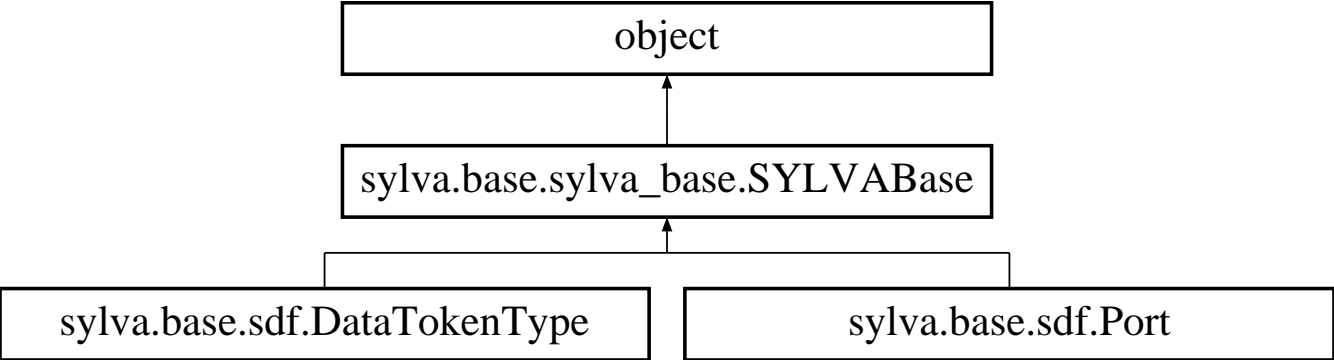 object
sylva.base.sylva_base.SYLVABase
sylva.base.sdf.DataTokenType
sylva.base.sdf.Port